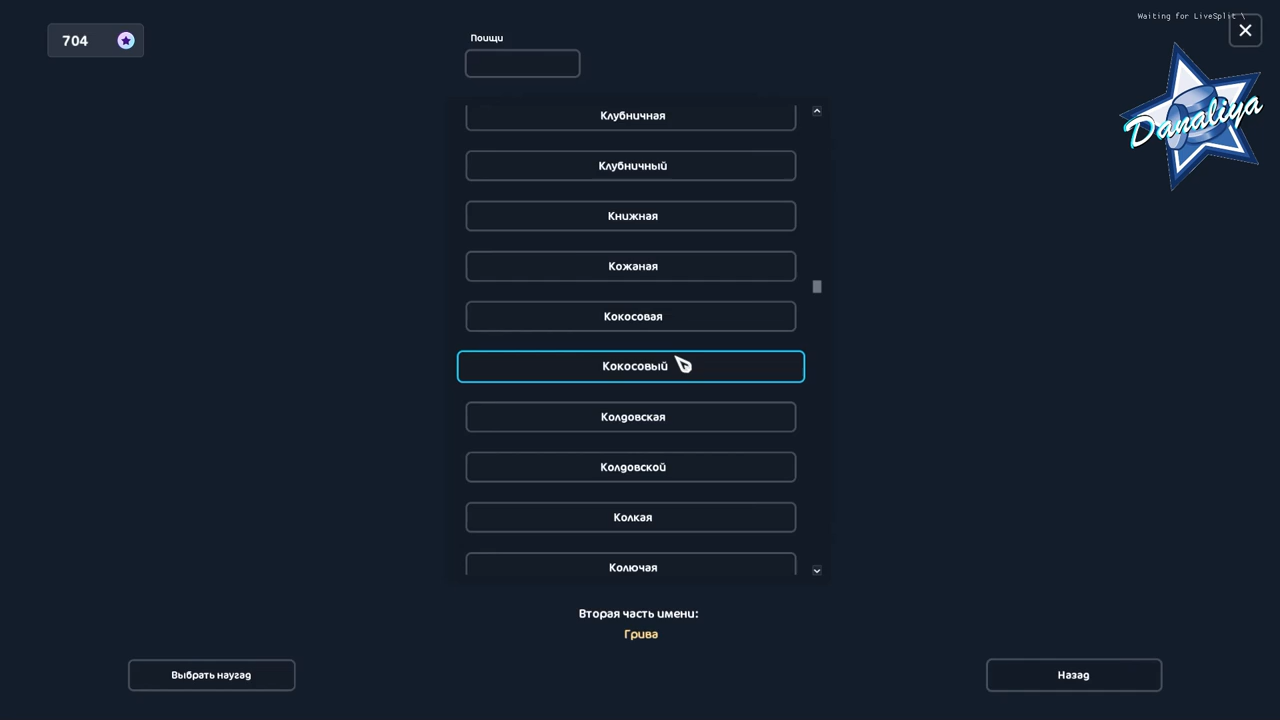 Waiting for LiveSplit \
704
Поищи
Danaliya
Клубничная
Клубничный
Книжная
Кожаная
Кокосовая
Кокосовый
Колдовская
Колдовской
Колкая
Колючая
Вторая часть имени:
Грива
Выбрать наугад
Назад